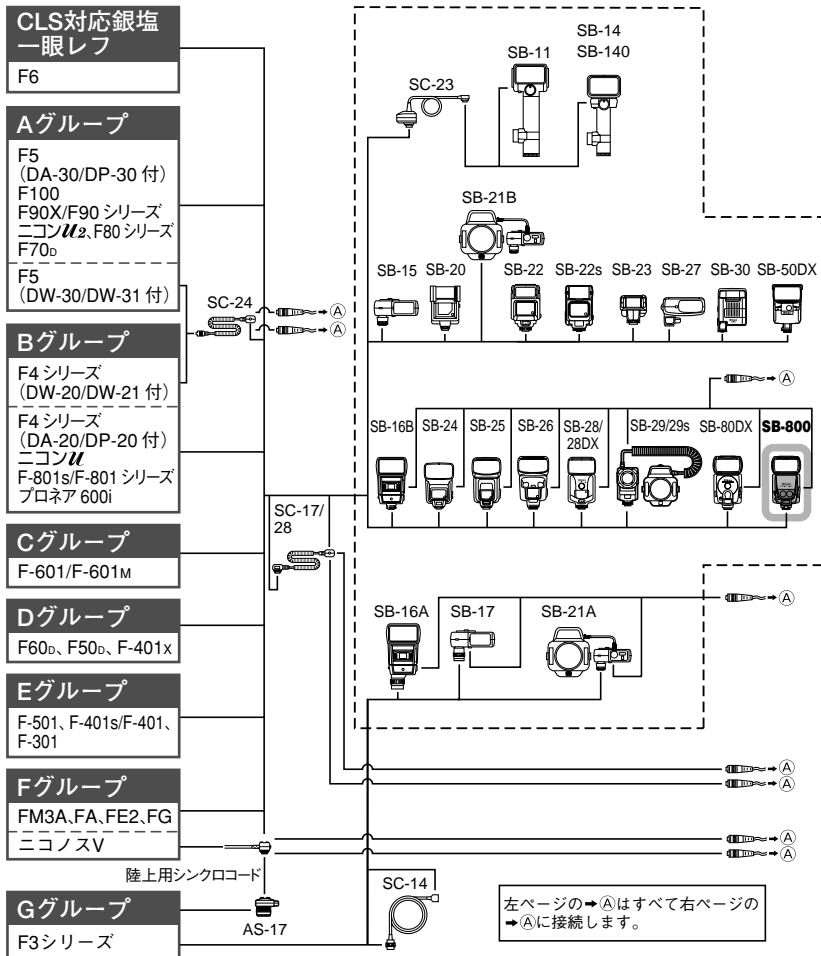 CLS対応銀塩
一眼レフ
F6
Aグループ
F5
（DA-30/DP-30 付）
F100
F90X/F90 シリーズ
ニコンu2、F80 シリーズ
F70D
F5
（DW-30/DW-31 付）
Bグループ
F4 シリーズ
（DW-20/DW-21 付）
F4 シリーズ
（DA-20/DP-20 付）
ニコンu
F-801s/F-801 シリーズ
プロネア 600i
Cグループ
F-601/F-601M
Dグループ
F60D、F50D、F-401X
Eグループ
F-501、F-401s/F-401、
F-301
Fグループ
FM3A、FA、FE2、FG
ニコノスV
陸上用シンクロコード
Gグループ
F3シリーズ
AS-17
SC-24
➡Ⓐ
➡Ⓐ
SC-17/
28
SC-23
SB-11
SB-14
SB-140
SB-21B
SB-15 SB-20 SB-22 SB-22s SB-23 SB-27 SB-30 SB-50DX
➡Ⓐ
SB-16B SB-24 SB-25 SB-26 SB-28/
28DX
SB-29/29s SB-80DX SB-800
➡Ⓐ
SB-16A SB-17 SB-21A
➡Ⓐ
➡Ⓐ
➡Ⓐ
➡Ⓐ
SC-14
左ページの➡Ⓐはすべて右ページの
➡Ⓐに接続します。